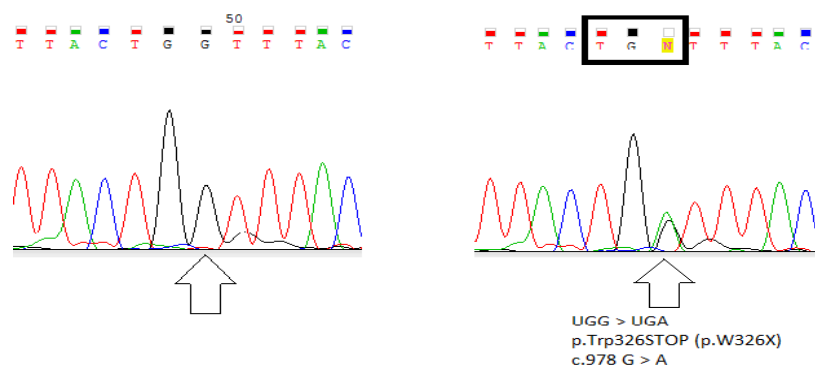 50
T T A C T G G T T T A C
T T A C T G N T T T A C
UGG > UGA
p.Trp326STOP (p.W326X)
c.978 G > A